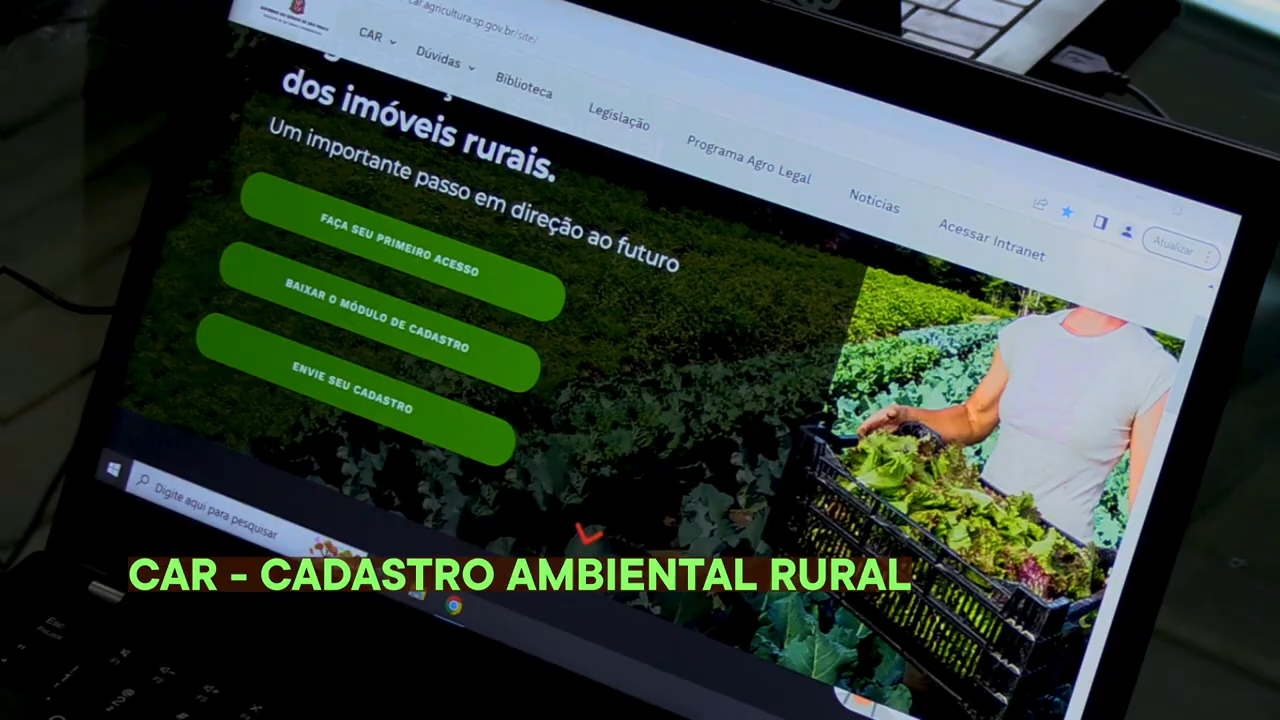 car.agricultura.sp.gov.br/site/
CAR
Dúvidas
Biblioteca
Legislação
Programa Agro Legal
Notícias
Acessar Intranet
Atualizar
dos imóveis rurais.
Um importante passo em direção ao futuro
FAÇA SEU PRIMEIRO ACESSO
BAIXAR O MÓDULO DE CADASTRO
ENVIE SEU CADASTRO
Digite aqui para pesquisar
CAR - CADASTRO AMBIENTAL RURAL
Esc